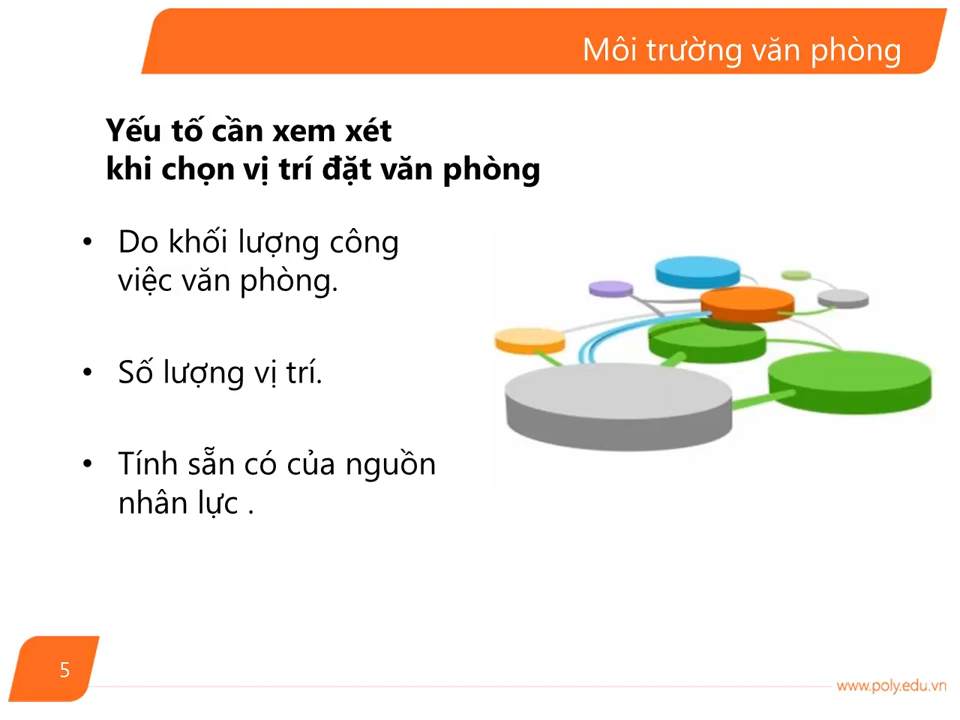 Môi trường văn phòng
Yếu tố cần xem xét
khi chọn vị trí đặt văn phòng
• Do khối lượng công
việc văn phòng.
• Số lượng vị trí.
• Tính sẵn có của nguồn
nhân lực .
5
www.poly.edu.vn